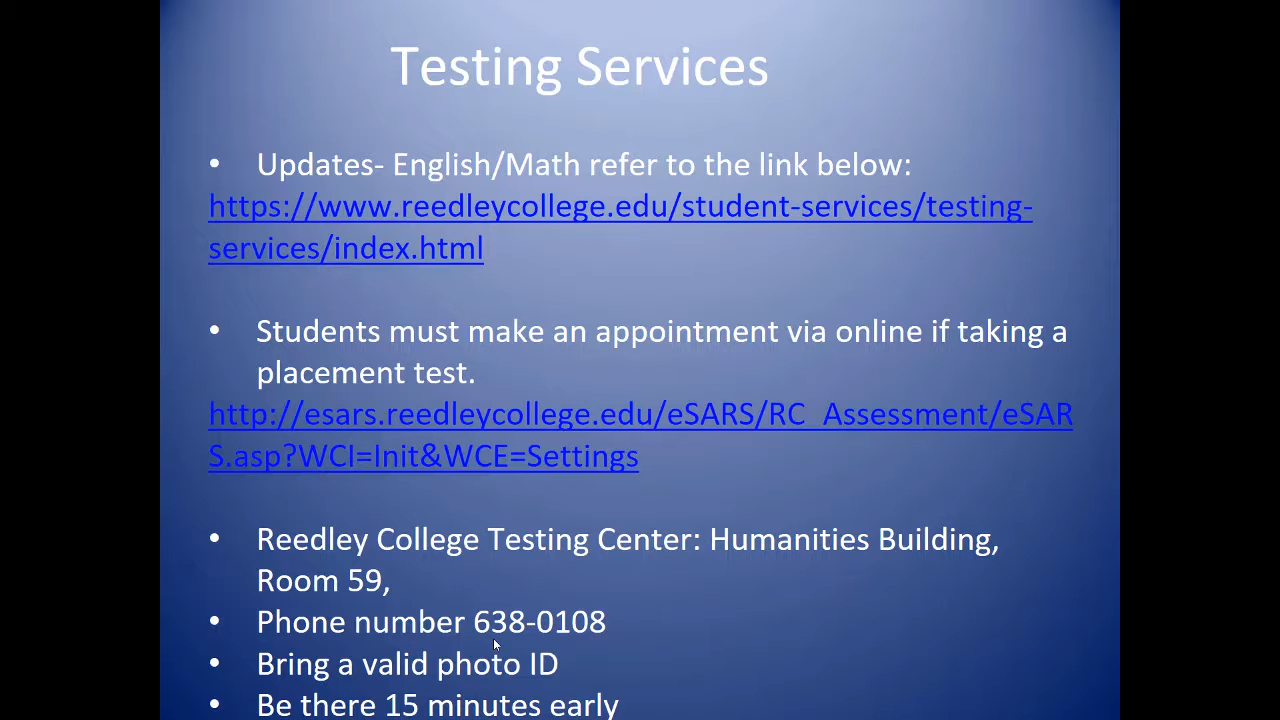 Testing Services
• Updates- English/Math refer to the link below:
https://www.reedleycollege.edu/student-services/testing-
services/index.html
• Students must make an appointment via online if taking a
placement test.
http://esars.reedleycollege.edu/eSARS/RC_Assessment/eSAR
S.asp?WCI=Init&WCE=Settings
• Reedley College Testing Center: Humanities Building,
Room 59,
• Phone number 638-0108
• Bring a valid photo ID
• Be there 15 minutes early